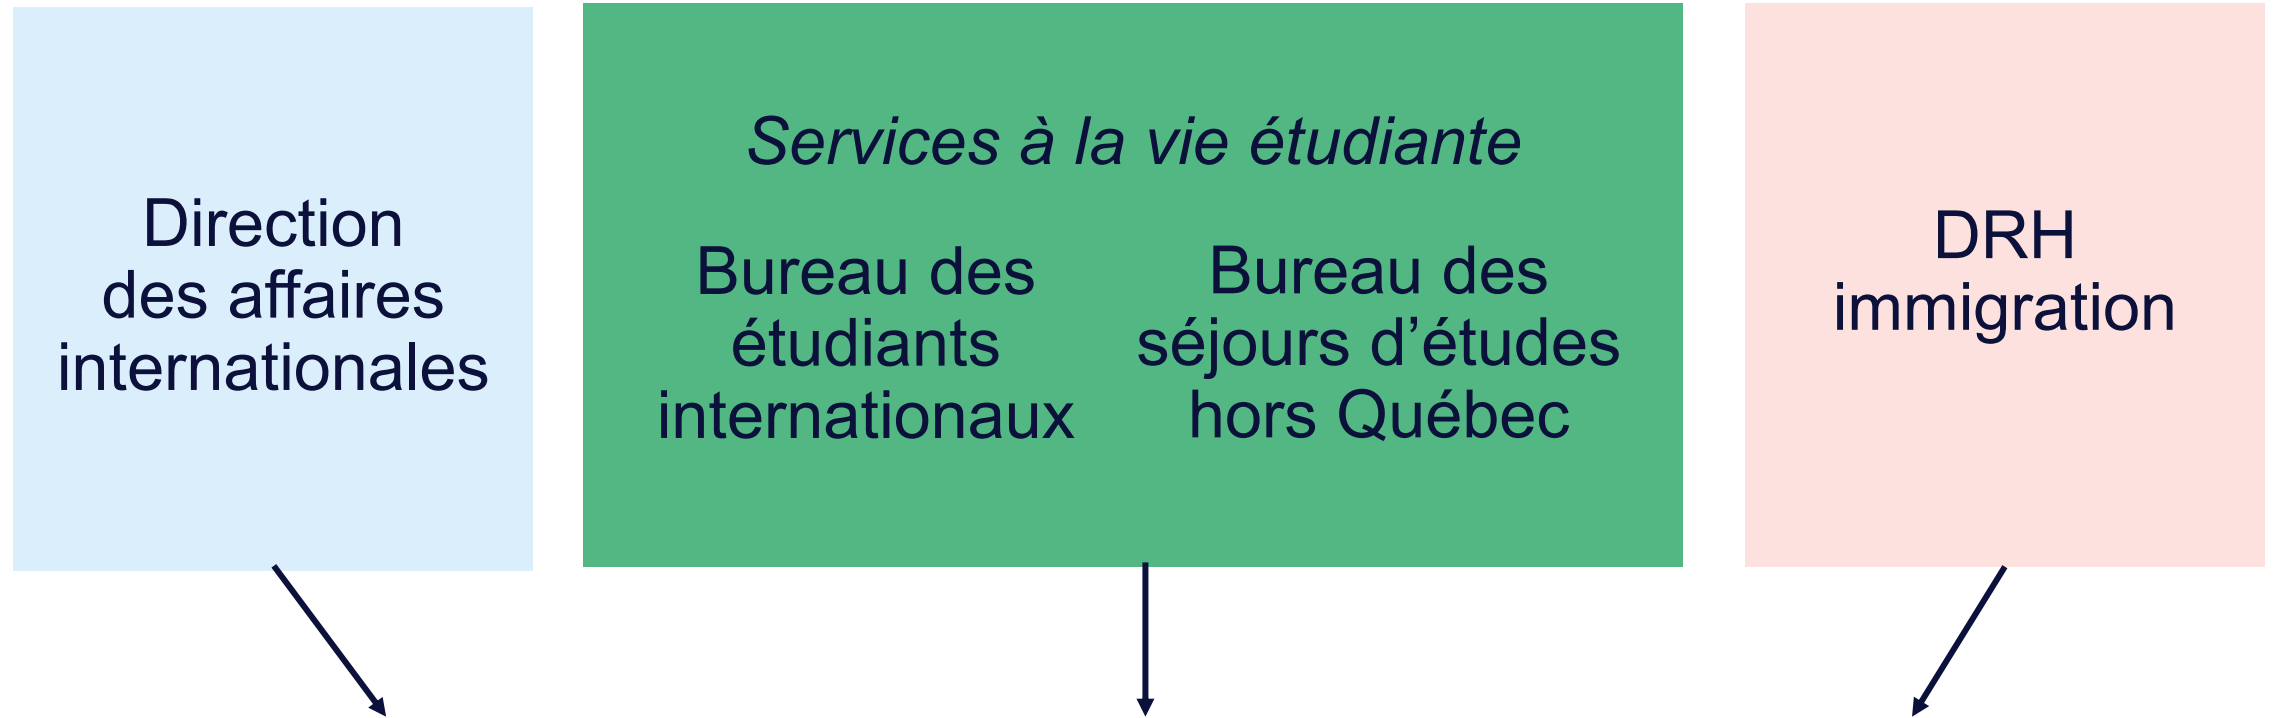 Direction
des affaires
internationales
Services à la vie étudiante
Bureau des
étudiants
internationaux
Bureau des
séjours d’études
hors Québec
DRH
immigration